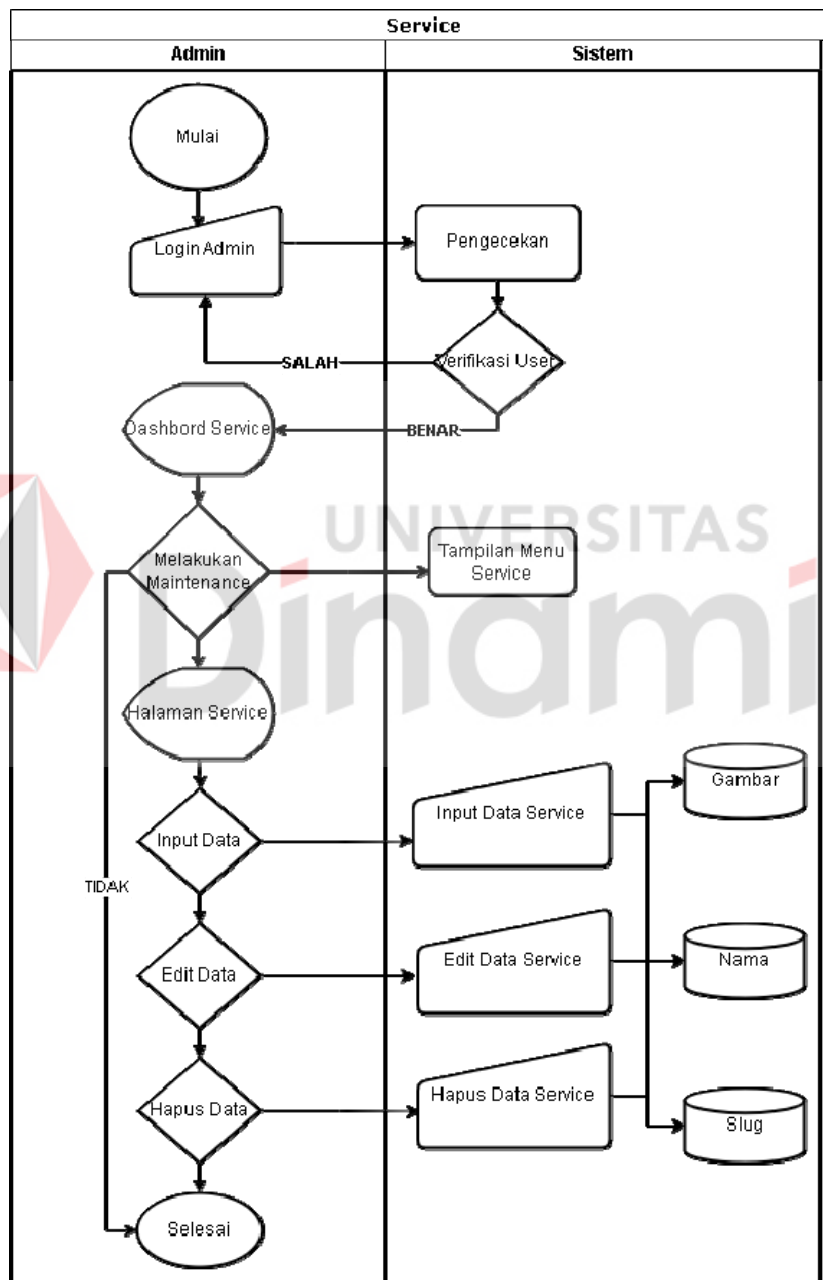 Service
Admin
Sistem
Mulai
Login Admin
Pengecekan
Verifikasi User
SALAH
Dashbord Service
BENAR
UNIVERSITAS
Dinami
Melakukan
Maintenance
Tampilan Menu
Service
Halaman Service
Gambar
Input Data Service
Input Data
TIDAK
Edit Data
Edit Data Service
Nama
Hapus Data
Hapus Data Service
Slug
Selesai